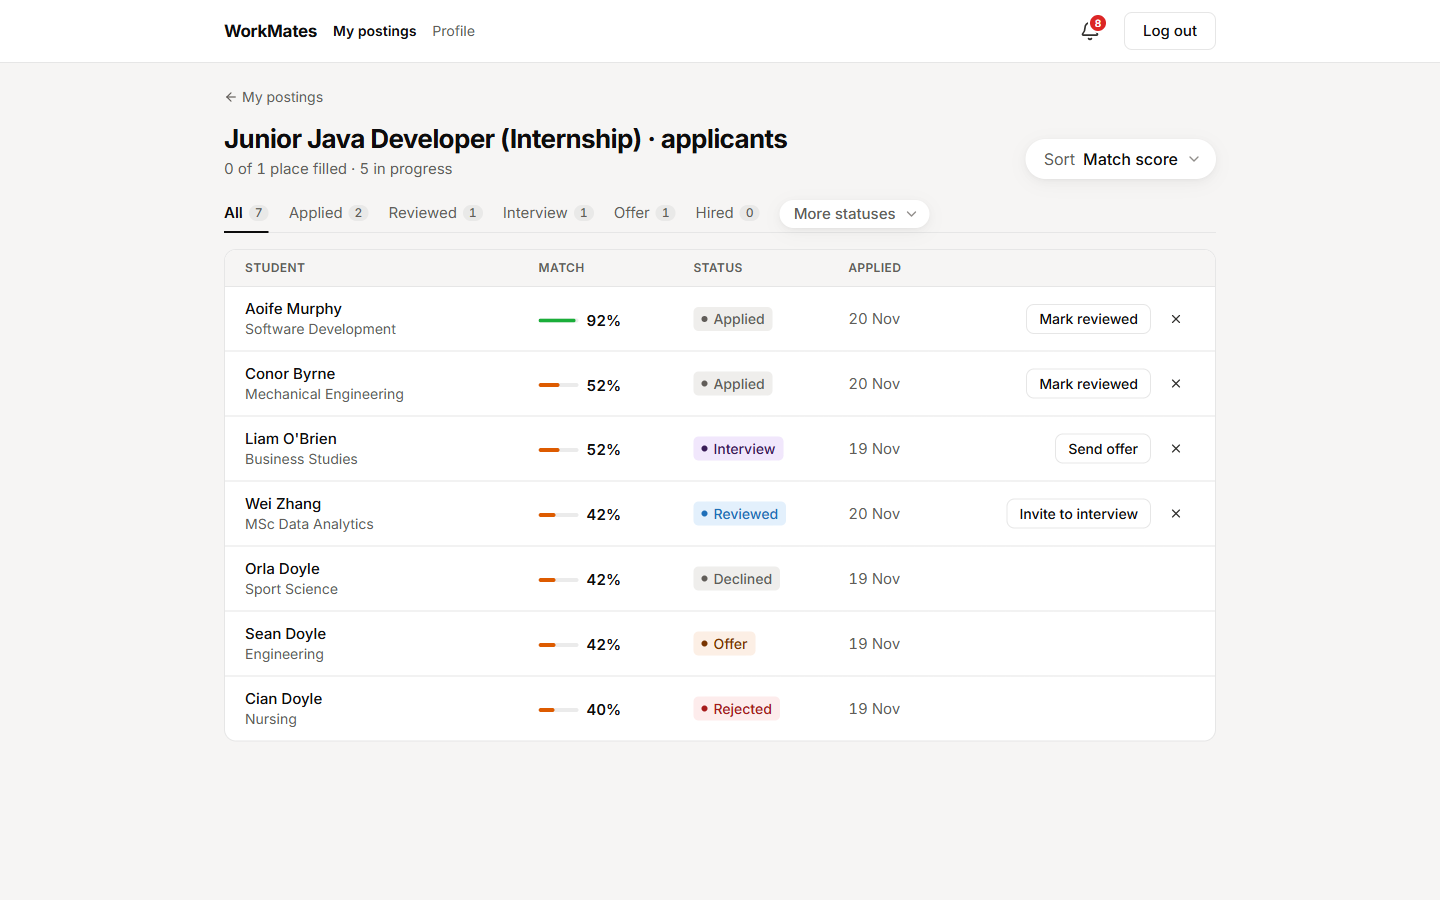 WorkMates My postings Profile 8 Log out
← My postings
Junior Java Developer (Internship) · applicants
0 of 1 place filled · 5 in progress
Sort Match score
All 7 Applied 2 Reviewed 1 Interview 1 Offer 1 Hired 0 More statuses
STUDENT MATCH STATUS APPLIED
Aoife Murphy
Software Development
92% Applied 20 Nov Mark reviewed ×
Conor Byrne
Mechanical Engineering
52% Applied 20 Nov Mark reviewed ×
Liam O'Brien
Business Studies
52% Interview 19 Nov Send offer ×
Wei Zhang
MSc Data Analytics
42% Reviewed 20 Nov Invite to interview ×
Orla Doyle
Sport Science
42% Declined 19 Nov
Sean Doyle
Engineering
42% Offer 19 Nov
Cian Doyle
Nursing
40% Rejected 19 Nov